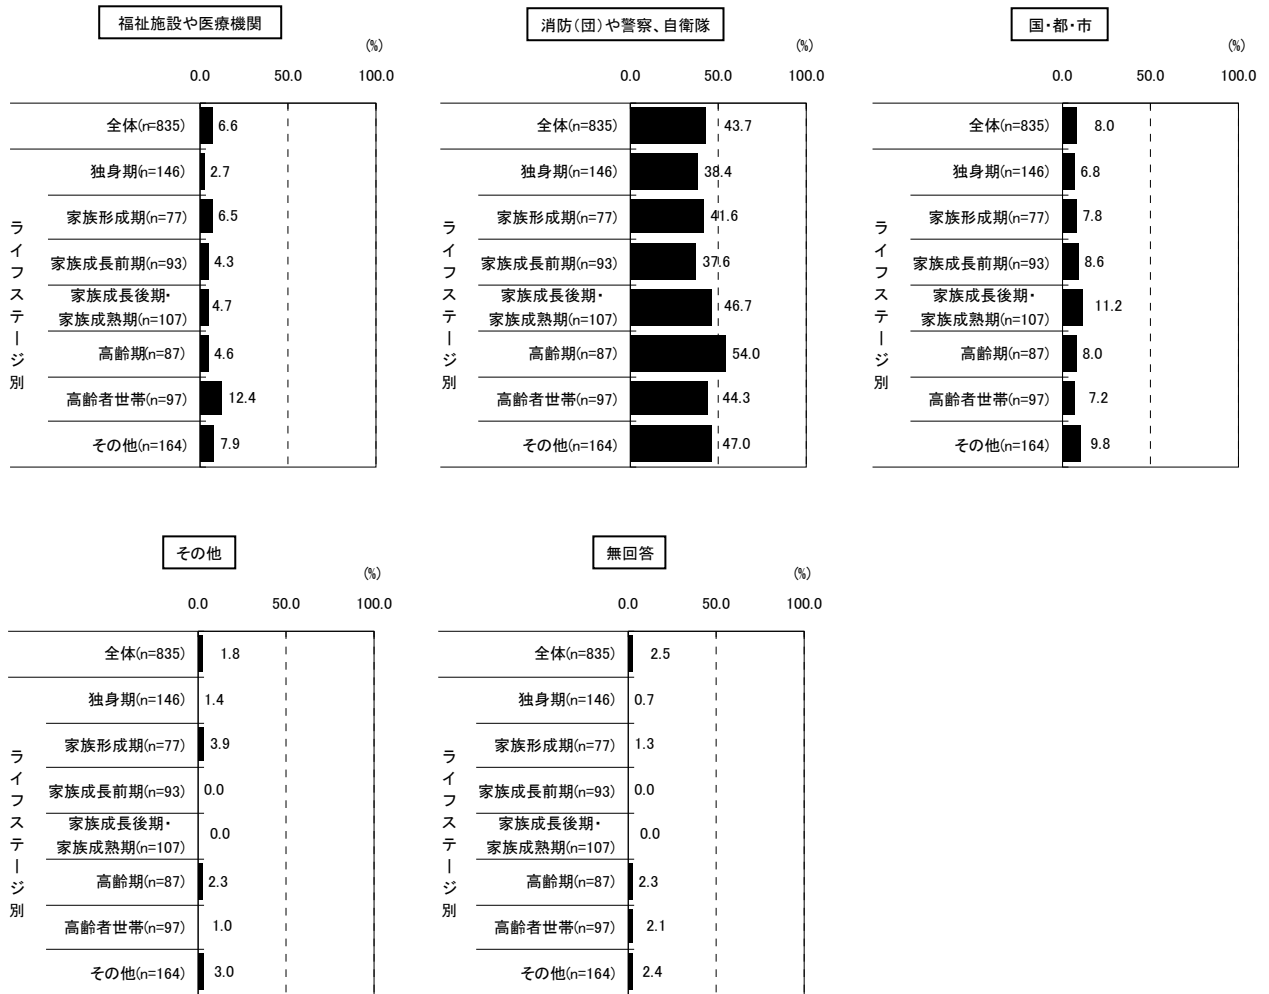 福祉施設や医療機関
(%)
0.0 50.0 100.0
全体(n=835) 6.6
独身期(n=146) 2.7
家族形成期(n=77) 6.5
家族成長前期(n=93) 4.3
家族成長後期・
家族成熟期(n=107) 4.7
高齢期(n=87) 4.6
高齢者世帯(n=97) 12.4
その他(n=164) 7.9
ライフステージ別
消防(団)や警察、自衛隊
(%)
0.0 50.0 100.0
全体(n=835) 43.7
独身期(n=146) 38.4
家族形成期(n=77) 41.6
家族成長前期(n=93) 37.6
家族成長後期・
家族成熟期(n=107) 46.7
高齢期(n=87) 54.0
高齢者世帯(n=97) 44.3
その他(n=164) 47.0
ライフステージ別
国・都・市
(%)
0.0 50.0 100.0
全体(n=835) 8.0
独身期(n=146) 6.8
家族形成期(n=77) 7.8
家族成長前期(n=93) 8.6
家族成長後期・
家族成熟期(n=107) 11.2
高齢期(n=87) 8.0
高齢者世帯(n=97) 7.2
その他(n=164) 9.8
ライフステージ別
その他
(%)
0.0 50.0 100.0
全体(n=835) 1.8
独身期(n=146) 1.4
家族形成期(n=77) 3.9
家族成長前期(n=93) 0.0
家族成長後期・
家族成熟期(n=107) 0.0
高齢期(n=87) 2.3
高齢者世帯(n=97) 1.0
その他(n=164) 3.0
ライフステージ別
無回答
(%)
0.0 50.0 100.0
全体(n=835) 2.5
独身期(n=146) 0.7
家族形成期(n=77) 1.3
家族成長前期(n=93) 0.0
家族成長後期・
家族成熟期(n=107) 0.0
高齢期(n=87) 2.3
高齢者世帯(n=97) 2.1
その他(n=164) 2.4
ライフステージ別